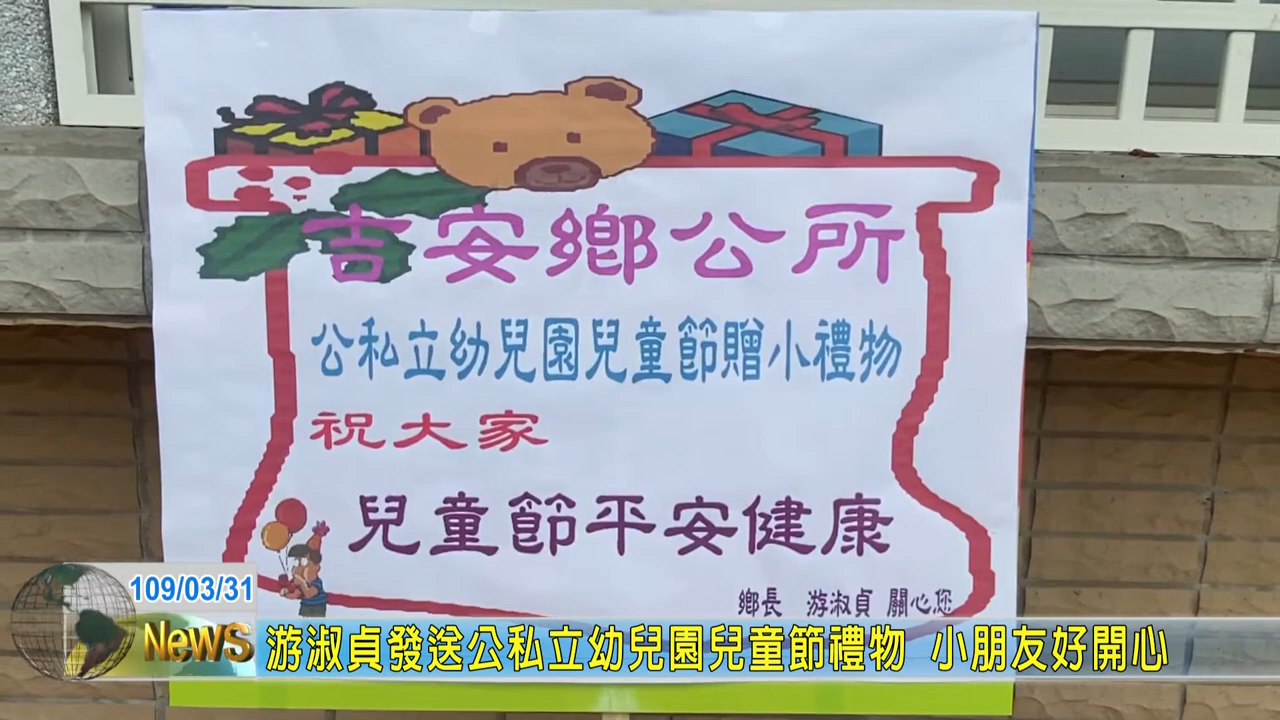 吉安鄉公所
公私立幼兒園兒童節贈小禮物
祝大家
兒童節平安健康
鄉長 游淑貞 關心您
109/03/31
NewS 游淑貞發送公私立幼兒園兒童節禮物 小朋友好開心